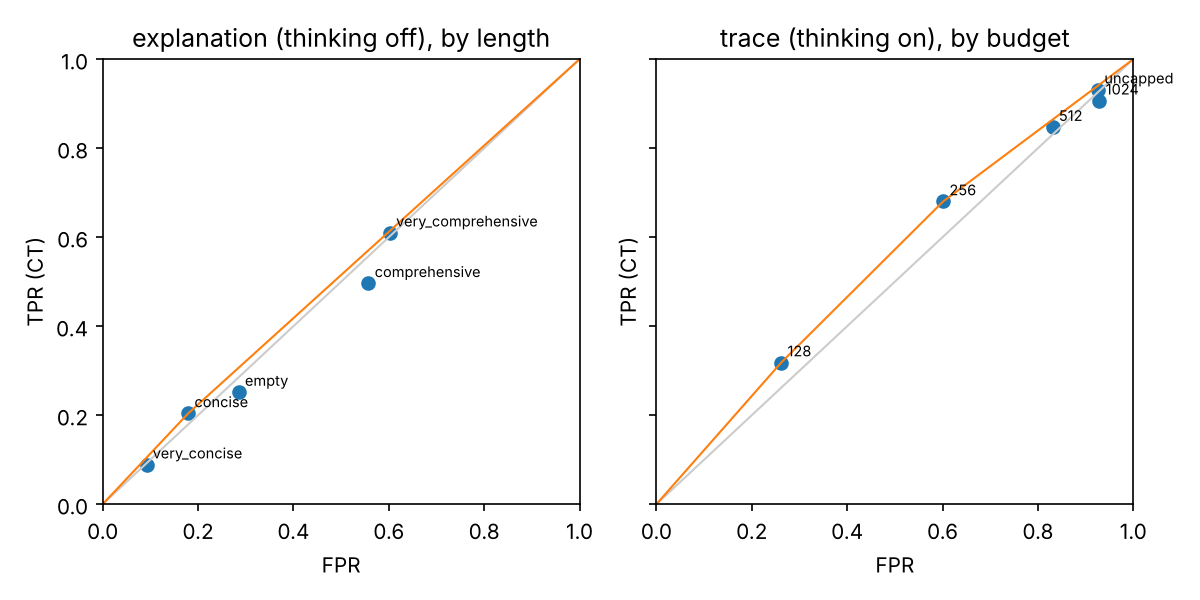 explanation (thinking off), by length
1.0
0.8
0.6
0.4
0.2
0.0
TPR (CT)
very_comprehensive
comprehensive
empty
concise
very_concise
0.0 0.2 0.4 0.6 0.8 1.0
FPR
trace (thinking on), by budget
TPR (CT)
uncapped
1024
512
256
128
0.0 0.2 0.4 0.6 0.8 1.0
FPR